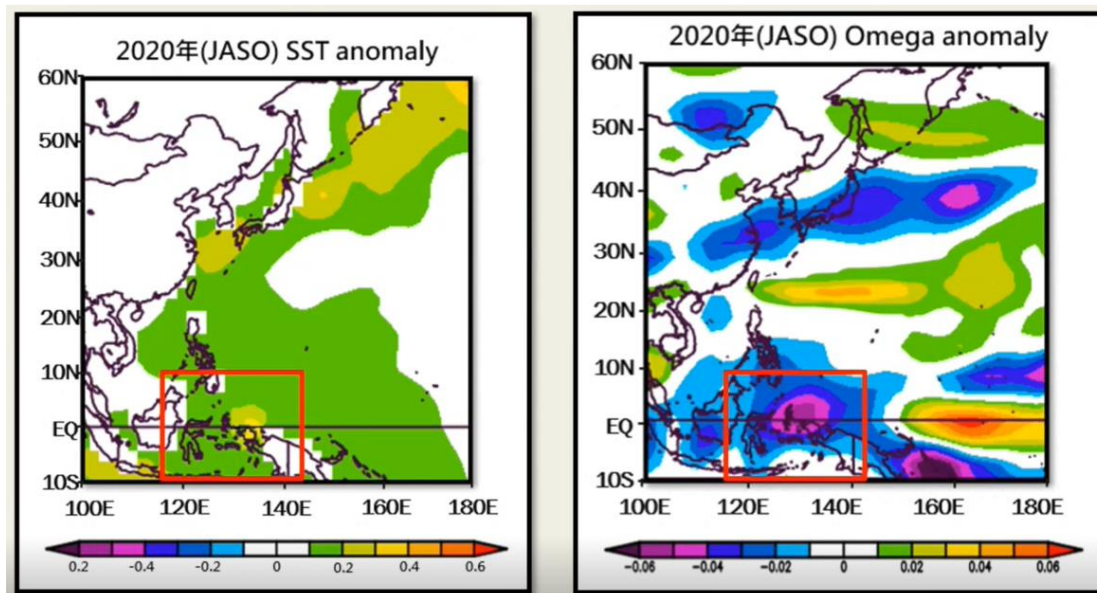 2020年(JASO) SST anomaly
60N
50N
40N
30N
20N
10N
EQ
10S
100E 120E 140E 160E 180E
0.2 -0.4 -0.2 0 0.2 0.4 0.6
2020年(JASO) Omega anomaly
60N
50N
40N
30N
20N
10N
EQ
10S
100E 120E 140E 160E 180E
-0.06 -0.04 -0.02 0 0.02 0.04 0.06